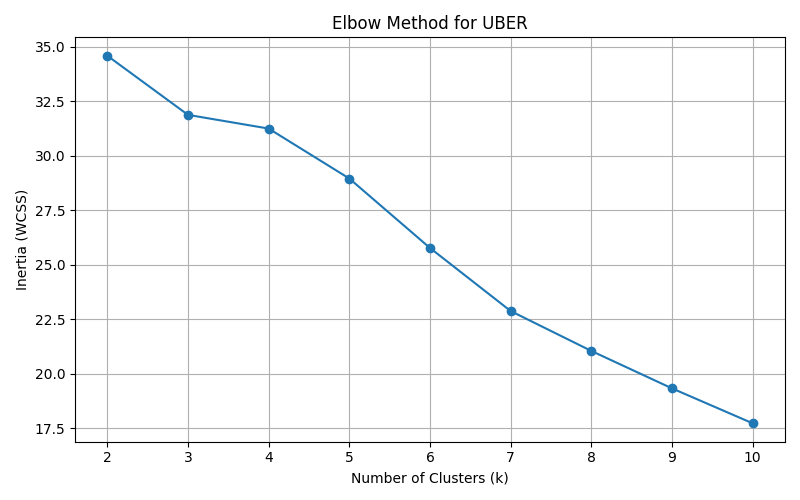 Elbow Method for UBER
35.0
32.5
30.0
27.5
25.0
22.5
20.0
17.5
Inertia (WCSS)
2 3 4 5 6 7 8 9 10
Number of Clusters (k)